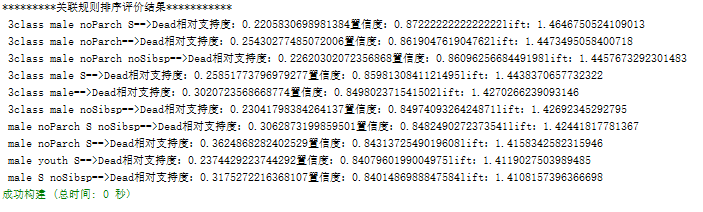 *********关联规则排序评价结果***********
3class male noParch S-->Dead相对支持度: 0.2205830698981384置信度: 0.8722222222222222lift: 1.4646750524109013
3class male noParch-->Dead相对支持度: 0.25430277485072006置信度: 0.861904761904762lift: 1.4473495058400718
3class male noParch noSibsp-->Dead相对支持度: 0.22620302072356868置信度: 0.8609625668449198lift: 1.4457673292301483
3class male S-->Dead相对支持度: 0.25851773796979277置信度: 0.8598130841121495lift: 1.4438370657732322
3class male-->Dead相对支持度: 0.3020723568668774置信度: 0.8498023715415021lift: 1.4270266239093146
3class male noSibsp-->Dead相对支持度: 0.23041798384264137置信度: 0.8497409326424871lift: 1.42692345292795
male noParch S noSibsp-->Dead相对支持度: 0.3062873199859501置信度: 0.8482490272373541lift: 1.42441817781367
male noParch S-->Dead相对支持度: 0.3624868282402529置信度: 0.8431372549019608lift: 1.4158342582315946
male youth S-->Dead相对支持度: 0.2374429223744292置信度: 0.8407960199004975lift: 1.4119027503989485
male S noSibsp-->Dead相对支持度: 0.3175272216368107置信度: 0.8401486988847584lift: 1.4108157396366698
成功构建 (总时间: 0 秒)